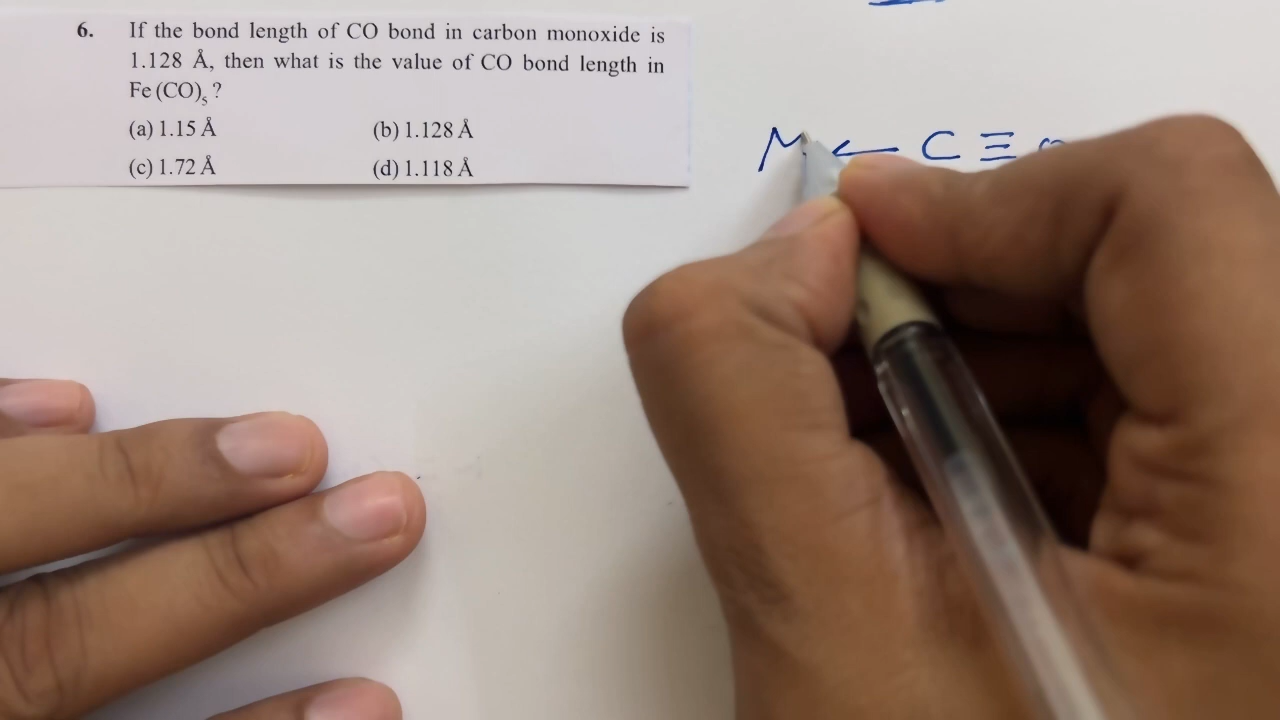 6. If the bond length of CO bond in carbon monoxide is
1.128 Å, then what is the value of CO bond length in
Fe(CO)₅?
(a) 1.15 Å (b) 1.128 Å
(c) 1.72 Å (d) 1.118 Å
M ← C ≡